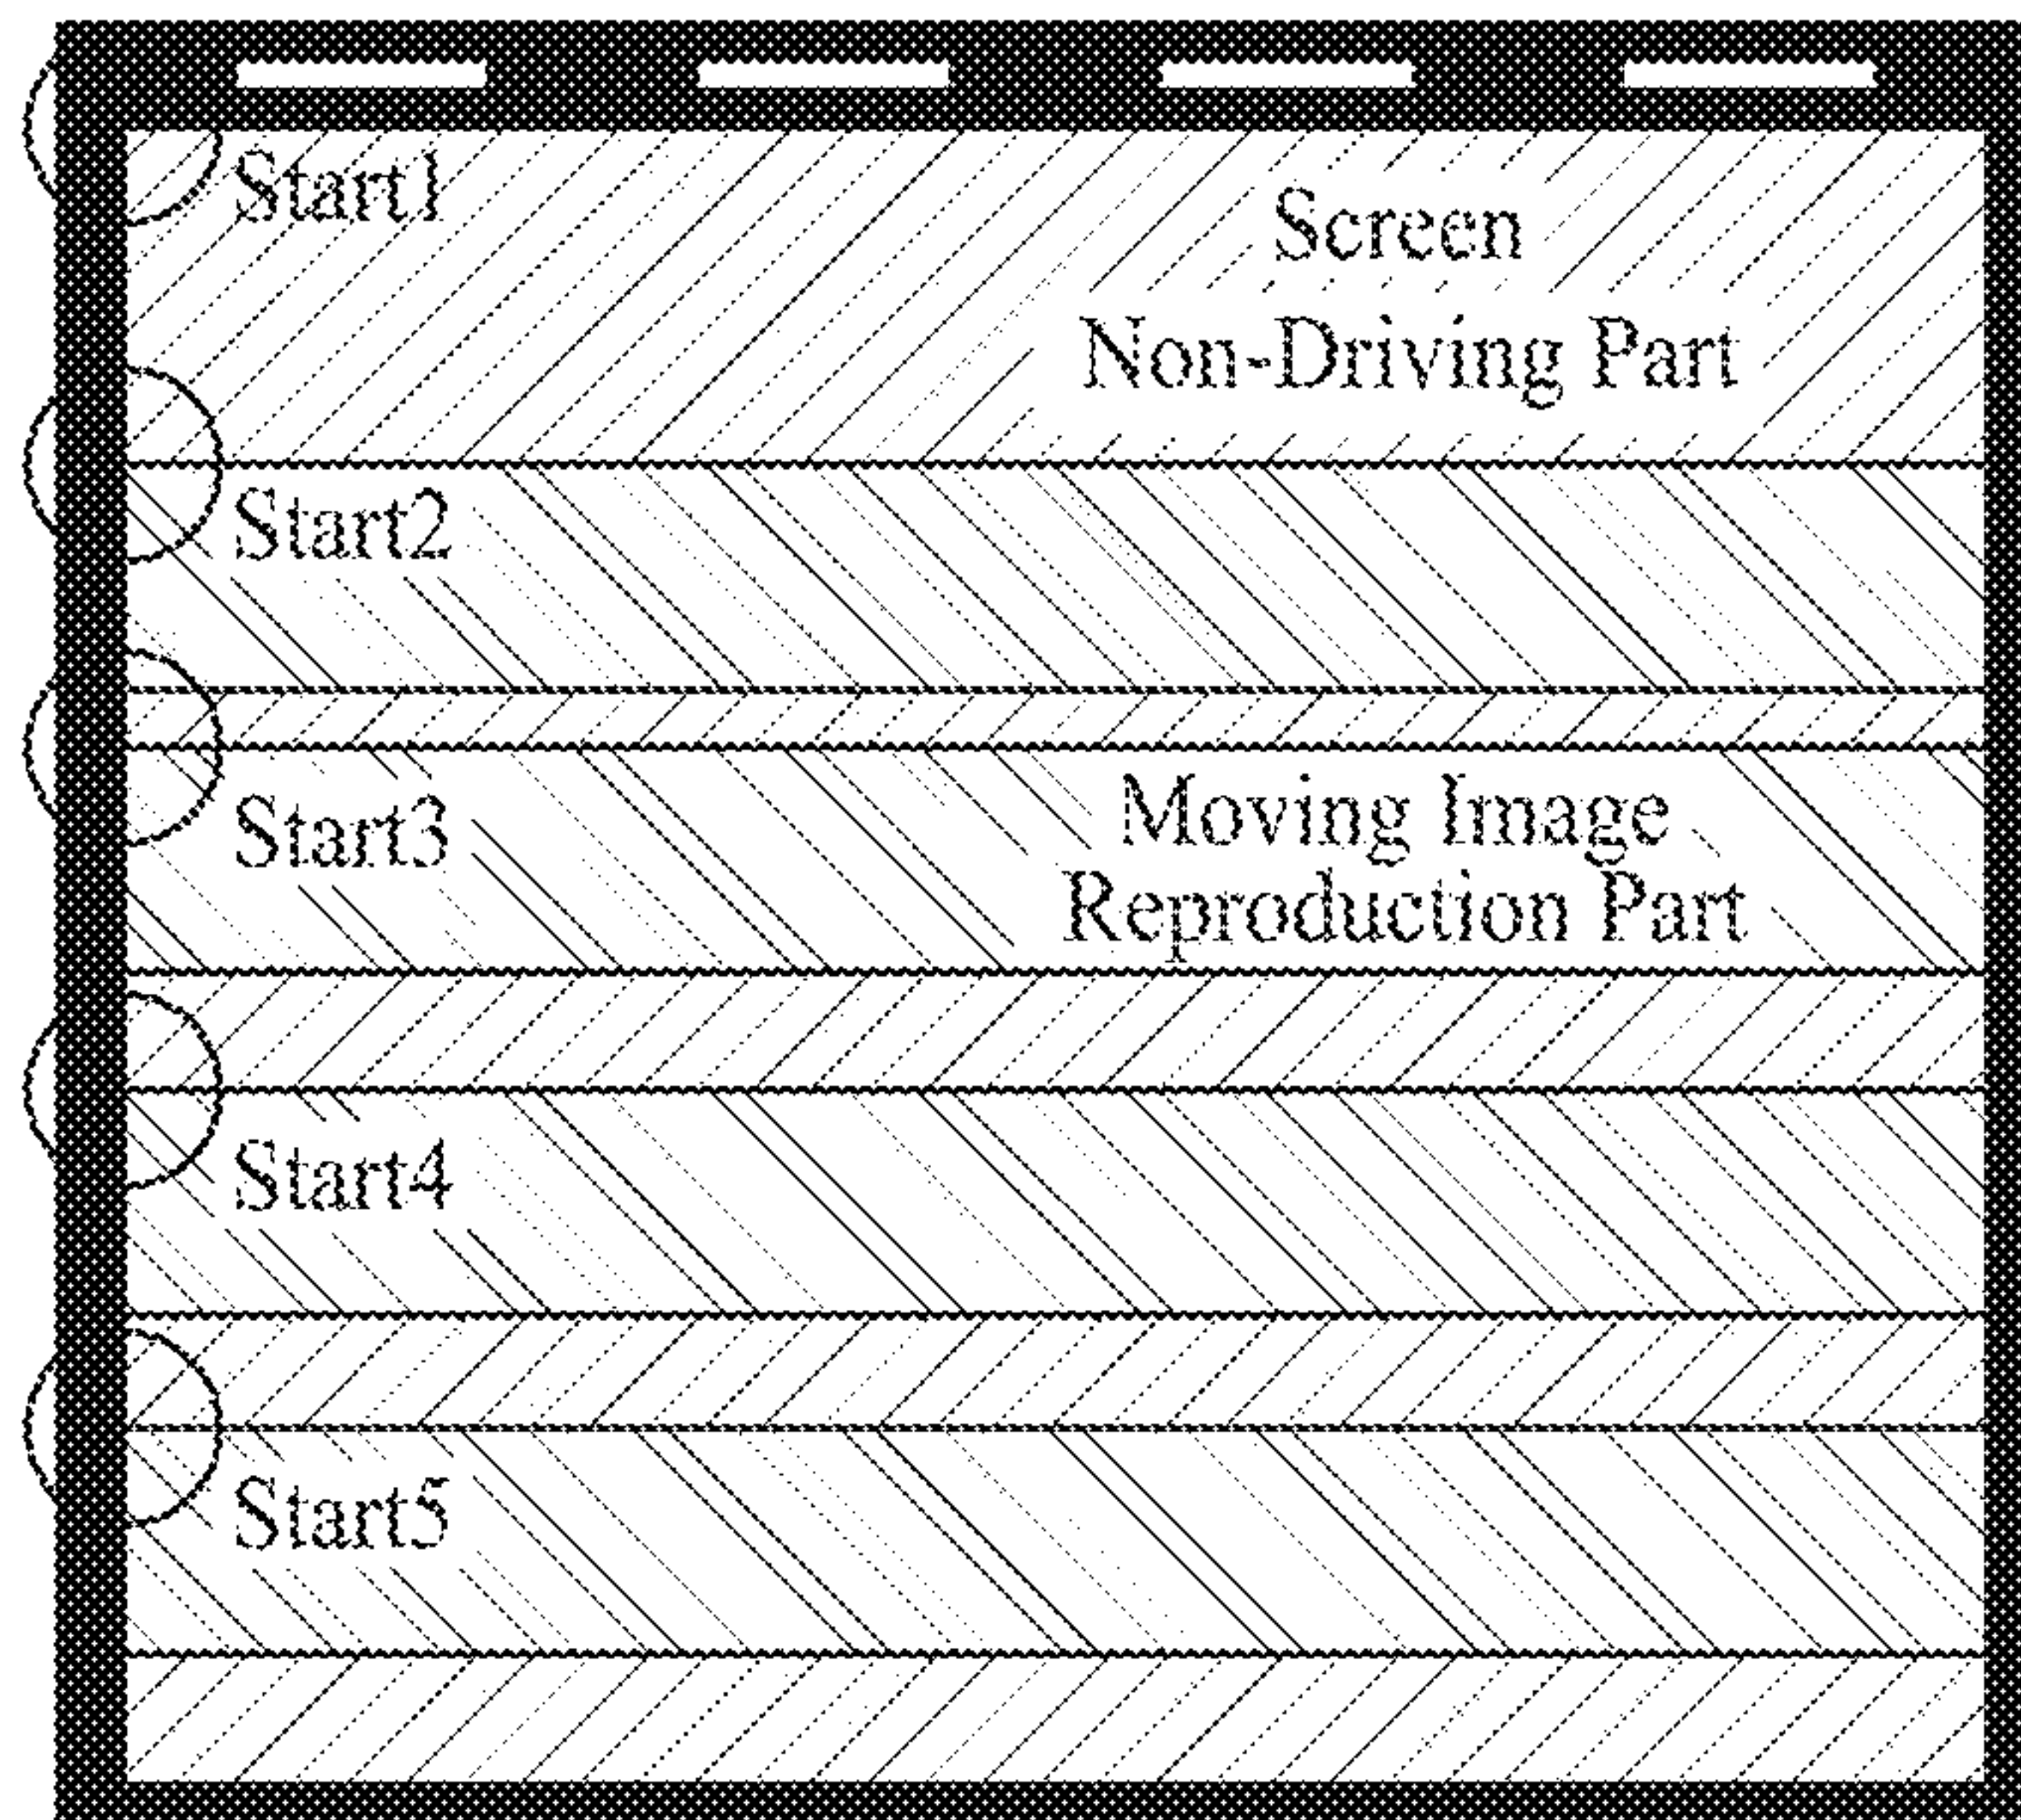 Start1
Screen
Non-Driving Part
Start2
Start3
Moving Image
Reproduction Part
Start4
Start5